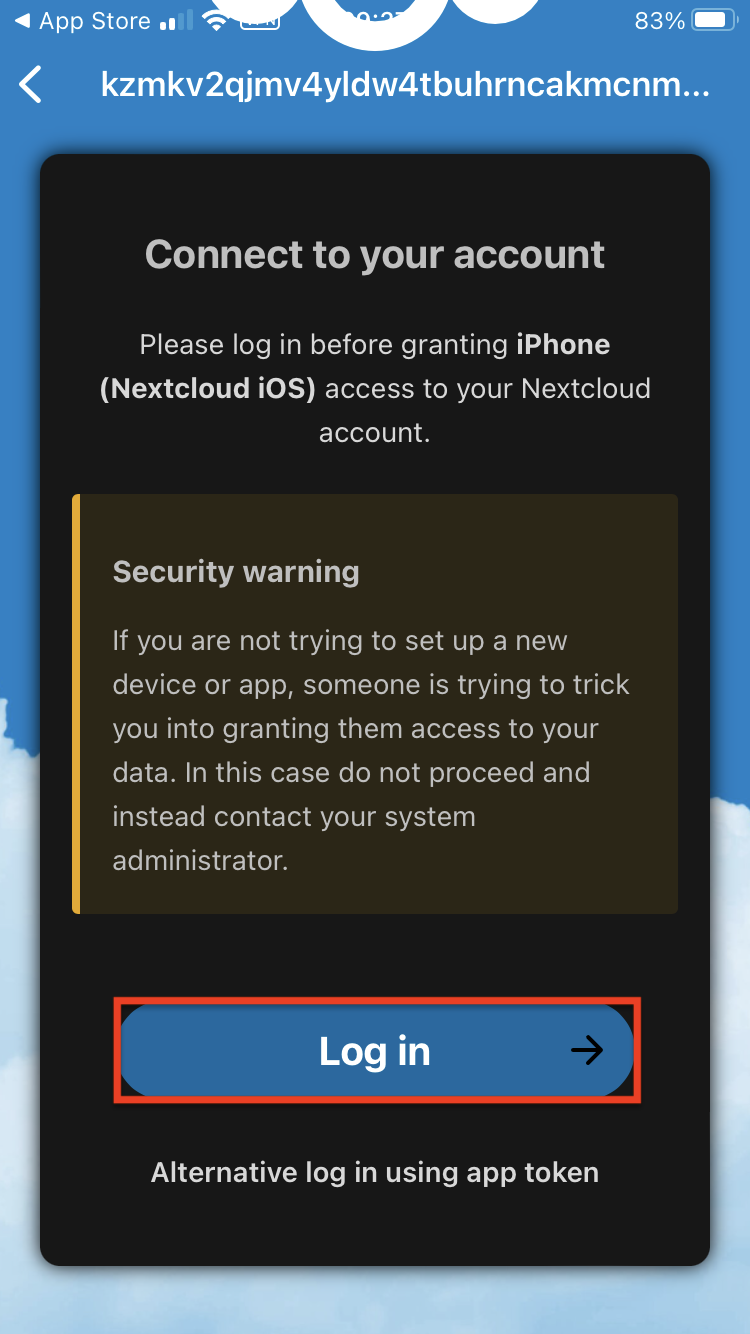 App Store 83%
kzmkv2qjmv4yldw4tbuhrncakmcnm...
Connect to your account
Please log in before granting iPhone
(Nextcloud iOS) access to your Nextcloud
account.
Security warning
If you are not trying to set up a new
device or app, someone is trying to trick
you into granting them access to your
data. In this case do not proceed and
instead contact your system
administrator.
Log in
Alternative log in using app token